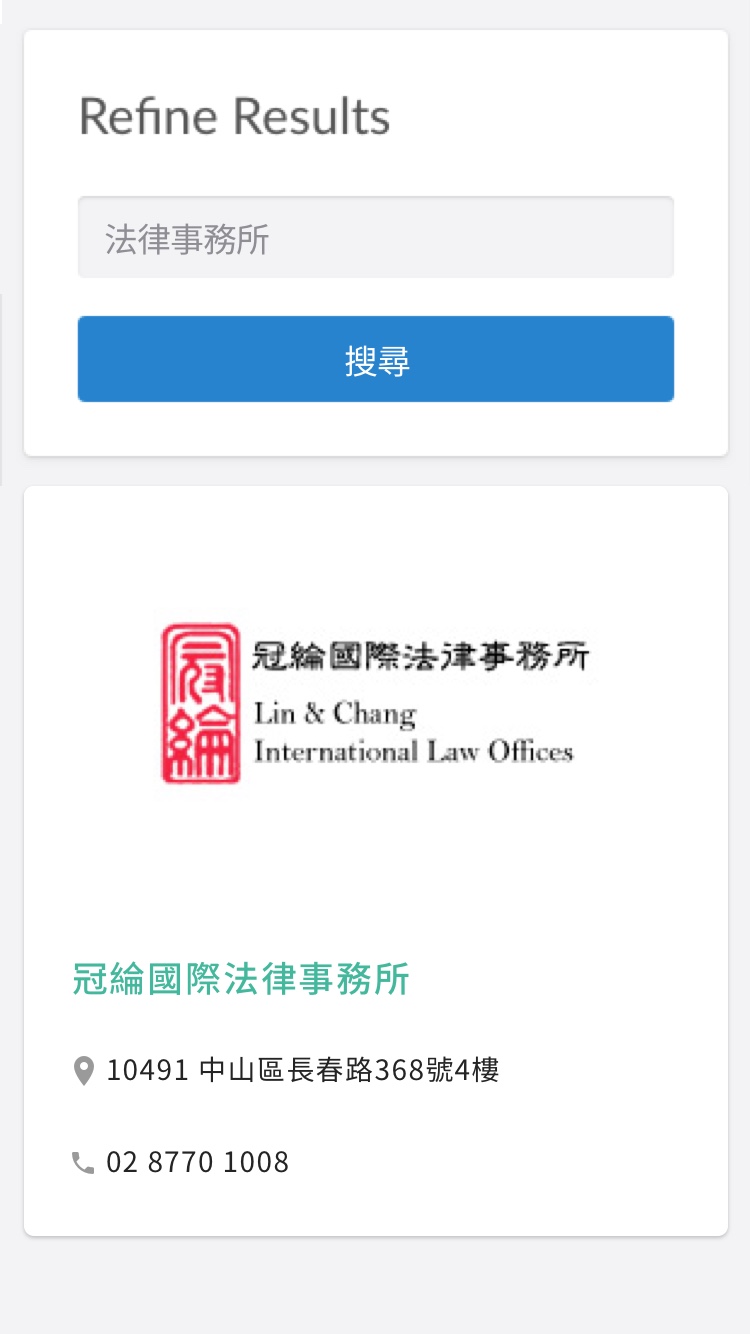 Refine Results
法律事務所
搜尋
冠綸
冠綸國際法律事務所
Lin & Chang
International Law Offices
冠綸國際法律事務所
10491 中山區長春路368號4樓
02 8770 1008